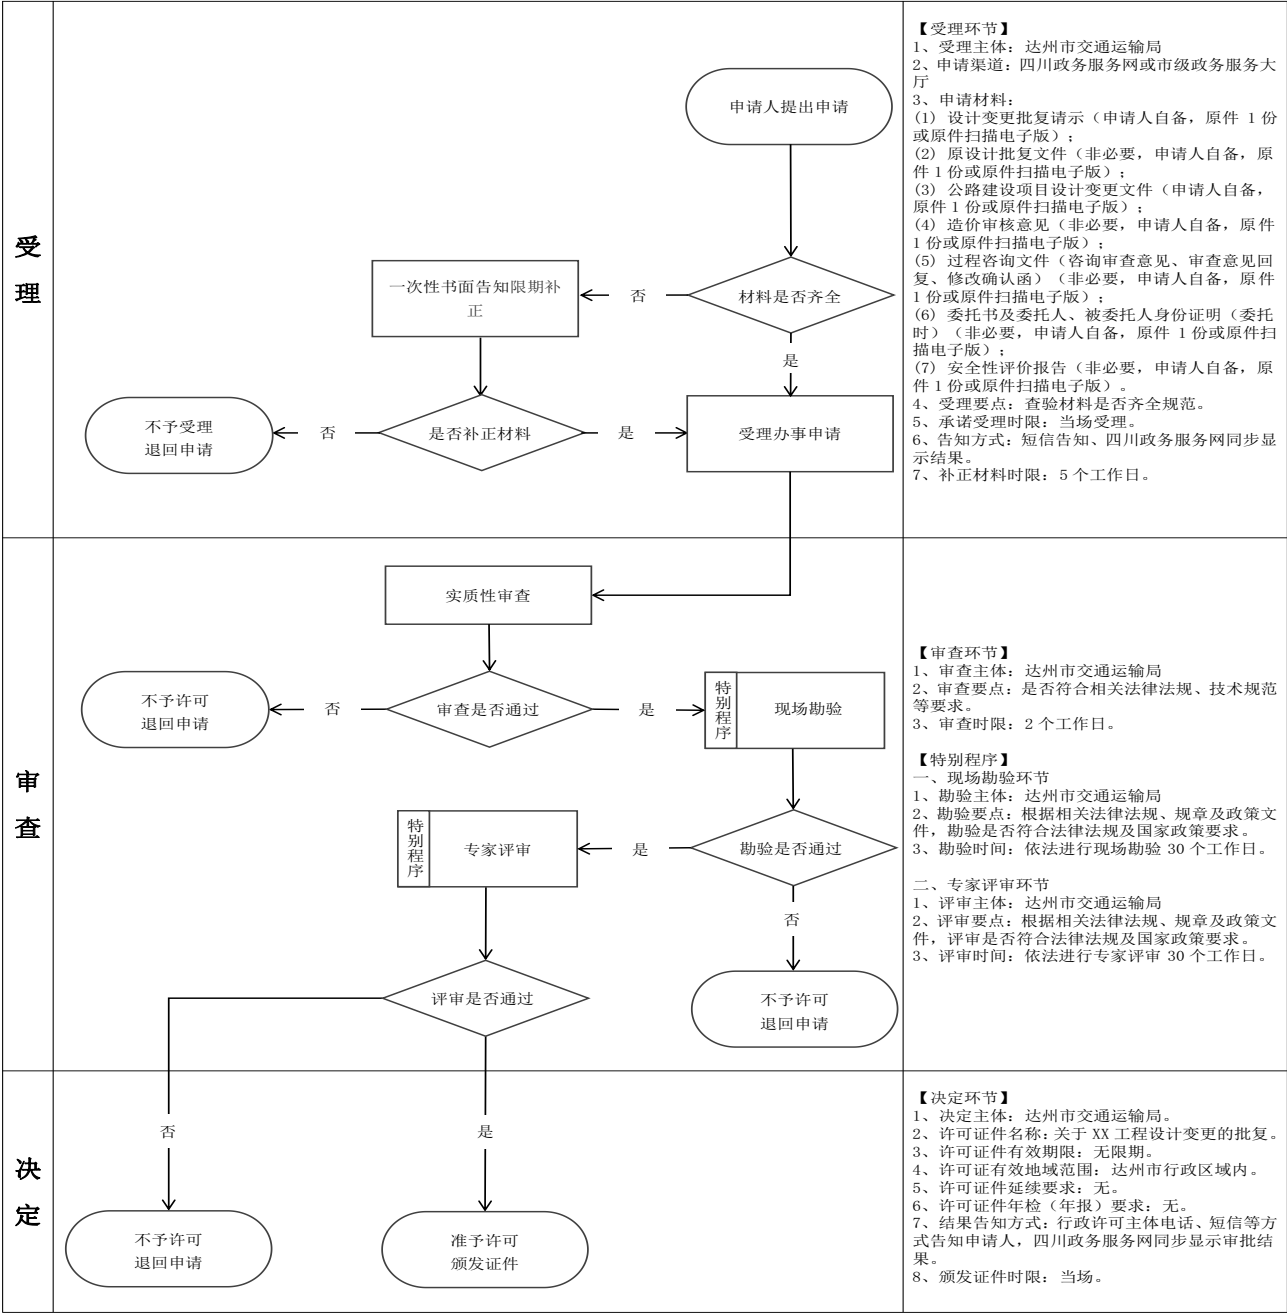 受
理
申请人提出申请
材料是否齐全
否
一次性书面告知限期补
正
是
是否补正材料
否
不予受理
退回申请
是
受理办事申请
【受理环节】
1、受理主体：达州市交通运输局
2、申请渠道：四川政务服务网或市级政务服务大
厅
3、申请材料：
(1) 设计变更批复请示（申请人自备，原件 1 份
或原件扫描电子版）；
(2) 原设计批复文件（非必要，申请人自备，原
件 1 份或原件扫描电子版）；
(3) 公路建设项目设计变更文件（申请人自备，
原件 1 份或原件扫描电子版）；
(4) 造价审核意见（非必要，申请人自备，原件
1 份或原件扫描电子版）；
(5) 过程咨询文件（咨询审查意见、审查意见回
复、修改确认函）（非必要，申请人自备，原件
1 份或原件扫描电子版）；
(6) 委托书及委托人、被委托人身份证明（委托
时）（非必要，申请人自备，原件 1 份或原件扫
描电子版）；
(7) 安全性评价报告（非必要，申请人自备，原
件 1 份或原件扫描电子版）。
4、受理要点：查验材料是否齐全规范。
5、承诺受理时限：当场受理。
6、告知方式：短信告知、四川政务服务网同步显
示结果。
7、补正材料时限：5 个工作日。
审
查
实质性审查
审查是否通过
否
不予许可
退回申请
是
特别程序
现场勘验
勘验是否通过
是
特别程序
专家评审
否
不予许可
退回申请
评审是否通过
【审查环节】
1、审查主体：达州市交通运输局
2、审查要点：是否符合相关法律法规、技术规范
等要求。
3、审查时限：2 个工作日。
【特别程序】
一、现场勘验环节
1、勘验主体：达州市交通运输局
2、勘验要点：根据相关法律法规、规章及政策文
件，勘验是否符合法律法规及国家政策要求。
3、勘验时间：依法进行现场勘验 30 个工作日。
二、专家评审环节
1、评审主体：达州市交通运输局
2、评审要点：根据相关法律法规、规章及政策文
件，评审是否符合法律法规及国家政策要求。
3、评审时间：依法进行专家评审 30 个工作日。
决
定
否
是
不予许可
退回申请
准予许可
颁发证件
【决定环节】
1、决定主体：达州市交通运输局。
2、许可证件名称：关于 XX 工程设计变更的批复。
3、许可证件有效期限：无限期。
4、许可证有效地域范围：达州市行政区域内。
5、许可证件延续要求：无。
6、许可证件年检（年报）要求：无。
7、结果告知方式：行政许可主体电话、短信等方
式告知申请人，四川政务服务网同步显示审批结
果。
8、颁发证件时限：当场。